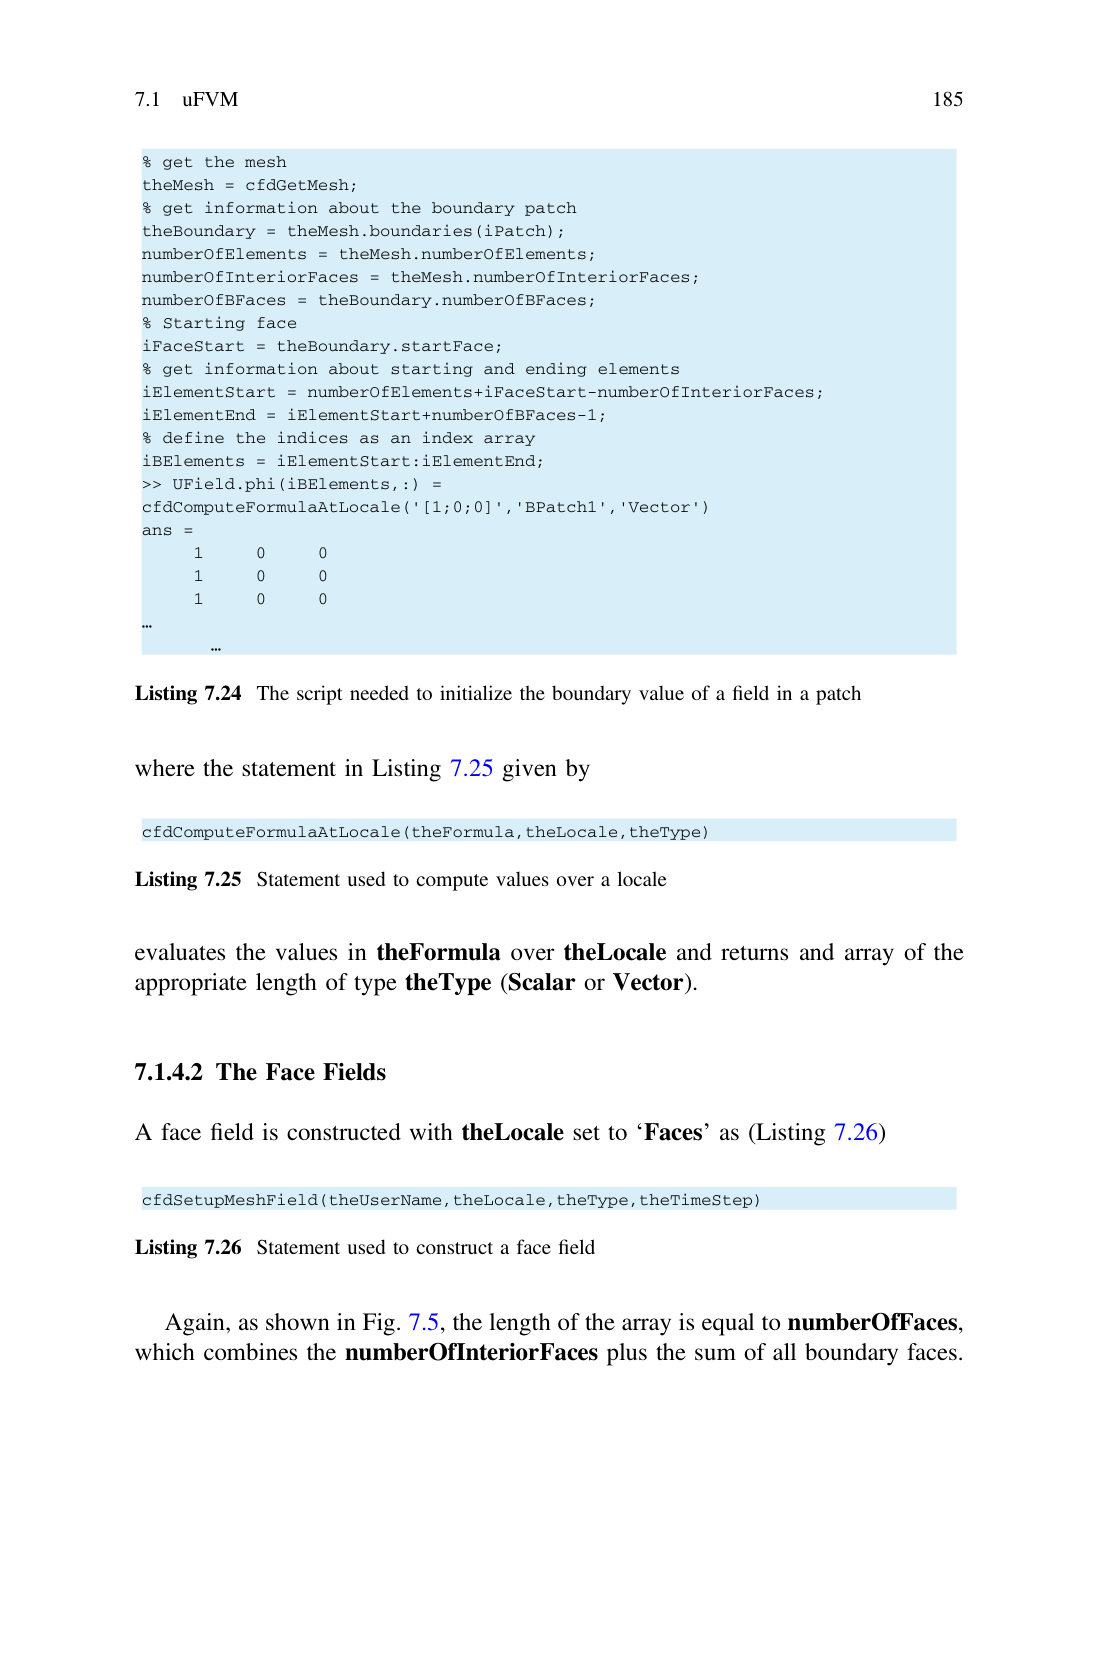 7.1 uFVM 185
% get the mesh
theMesh = cfdGetMesh;
% get information about the boundary patch
theBoundary = theMesh.boundaries(iPatch);
numberOfElements = theMesh.numberOfElements;
numberOfInteriorFaces = theMesh.numberOfInteriorFaces;
numberOfBFaces = theBoundary.numberOfBFaces;
% Starting face
iFaceStart = theBoundary.startFace;
% get information about starting and ending elements
iElementStart = numberOfElements+iFaceStart-numberOfInteriorFaces;
iElementEnd = iElementStart+numberOfBFaces-1;
% define the indices as an index array
iBElements = iElementStart:iElementEnd;
>> UField.phi(iBElements,:) =
cfdComputeFormulaAtLocale('[1;0;0]','BPatch1','Vector')
ans =
1 0 0
1 0 0
1 0 0
…
…
Listing 7.24 The script needed to initialize the boundary value of a field in a patch
where the statement in Listing 7.25 given by
cfdComputeFormulaAtLocale(theFormula,theLocale,theType)
Listing 7.25 Statement used to compute values over a locale
evaluates the values in theFormula over theLocale and returns and array of the
appropriate length of type theType (Scalar or Vector).
7.1.4.2 The Face Fields
A face field is constructed with theLocale set to ‘Faces’ as (Listing 7.26)
cfdSetupMeshField(theUserName,theLocale,theType,theTimeStep)
Listing 7.26 Statement used to construct a face field
Again, as shown in Fig. 7.5, the length of the array is equal to numberOfFaces,
which combines the numberOfInteriorFaces plus the sum of all boundary faces.